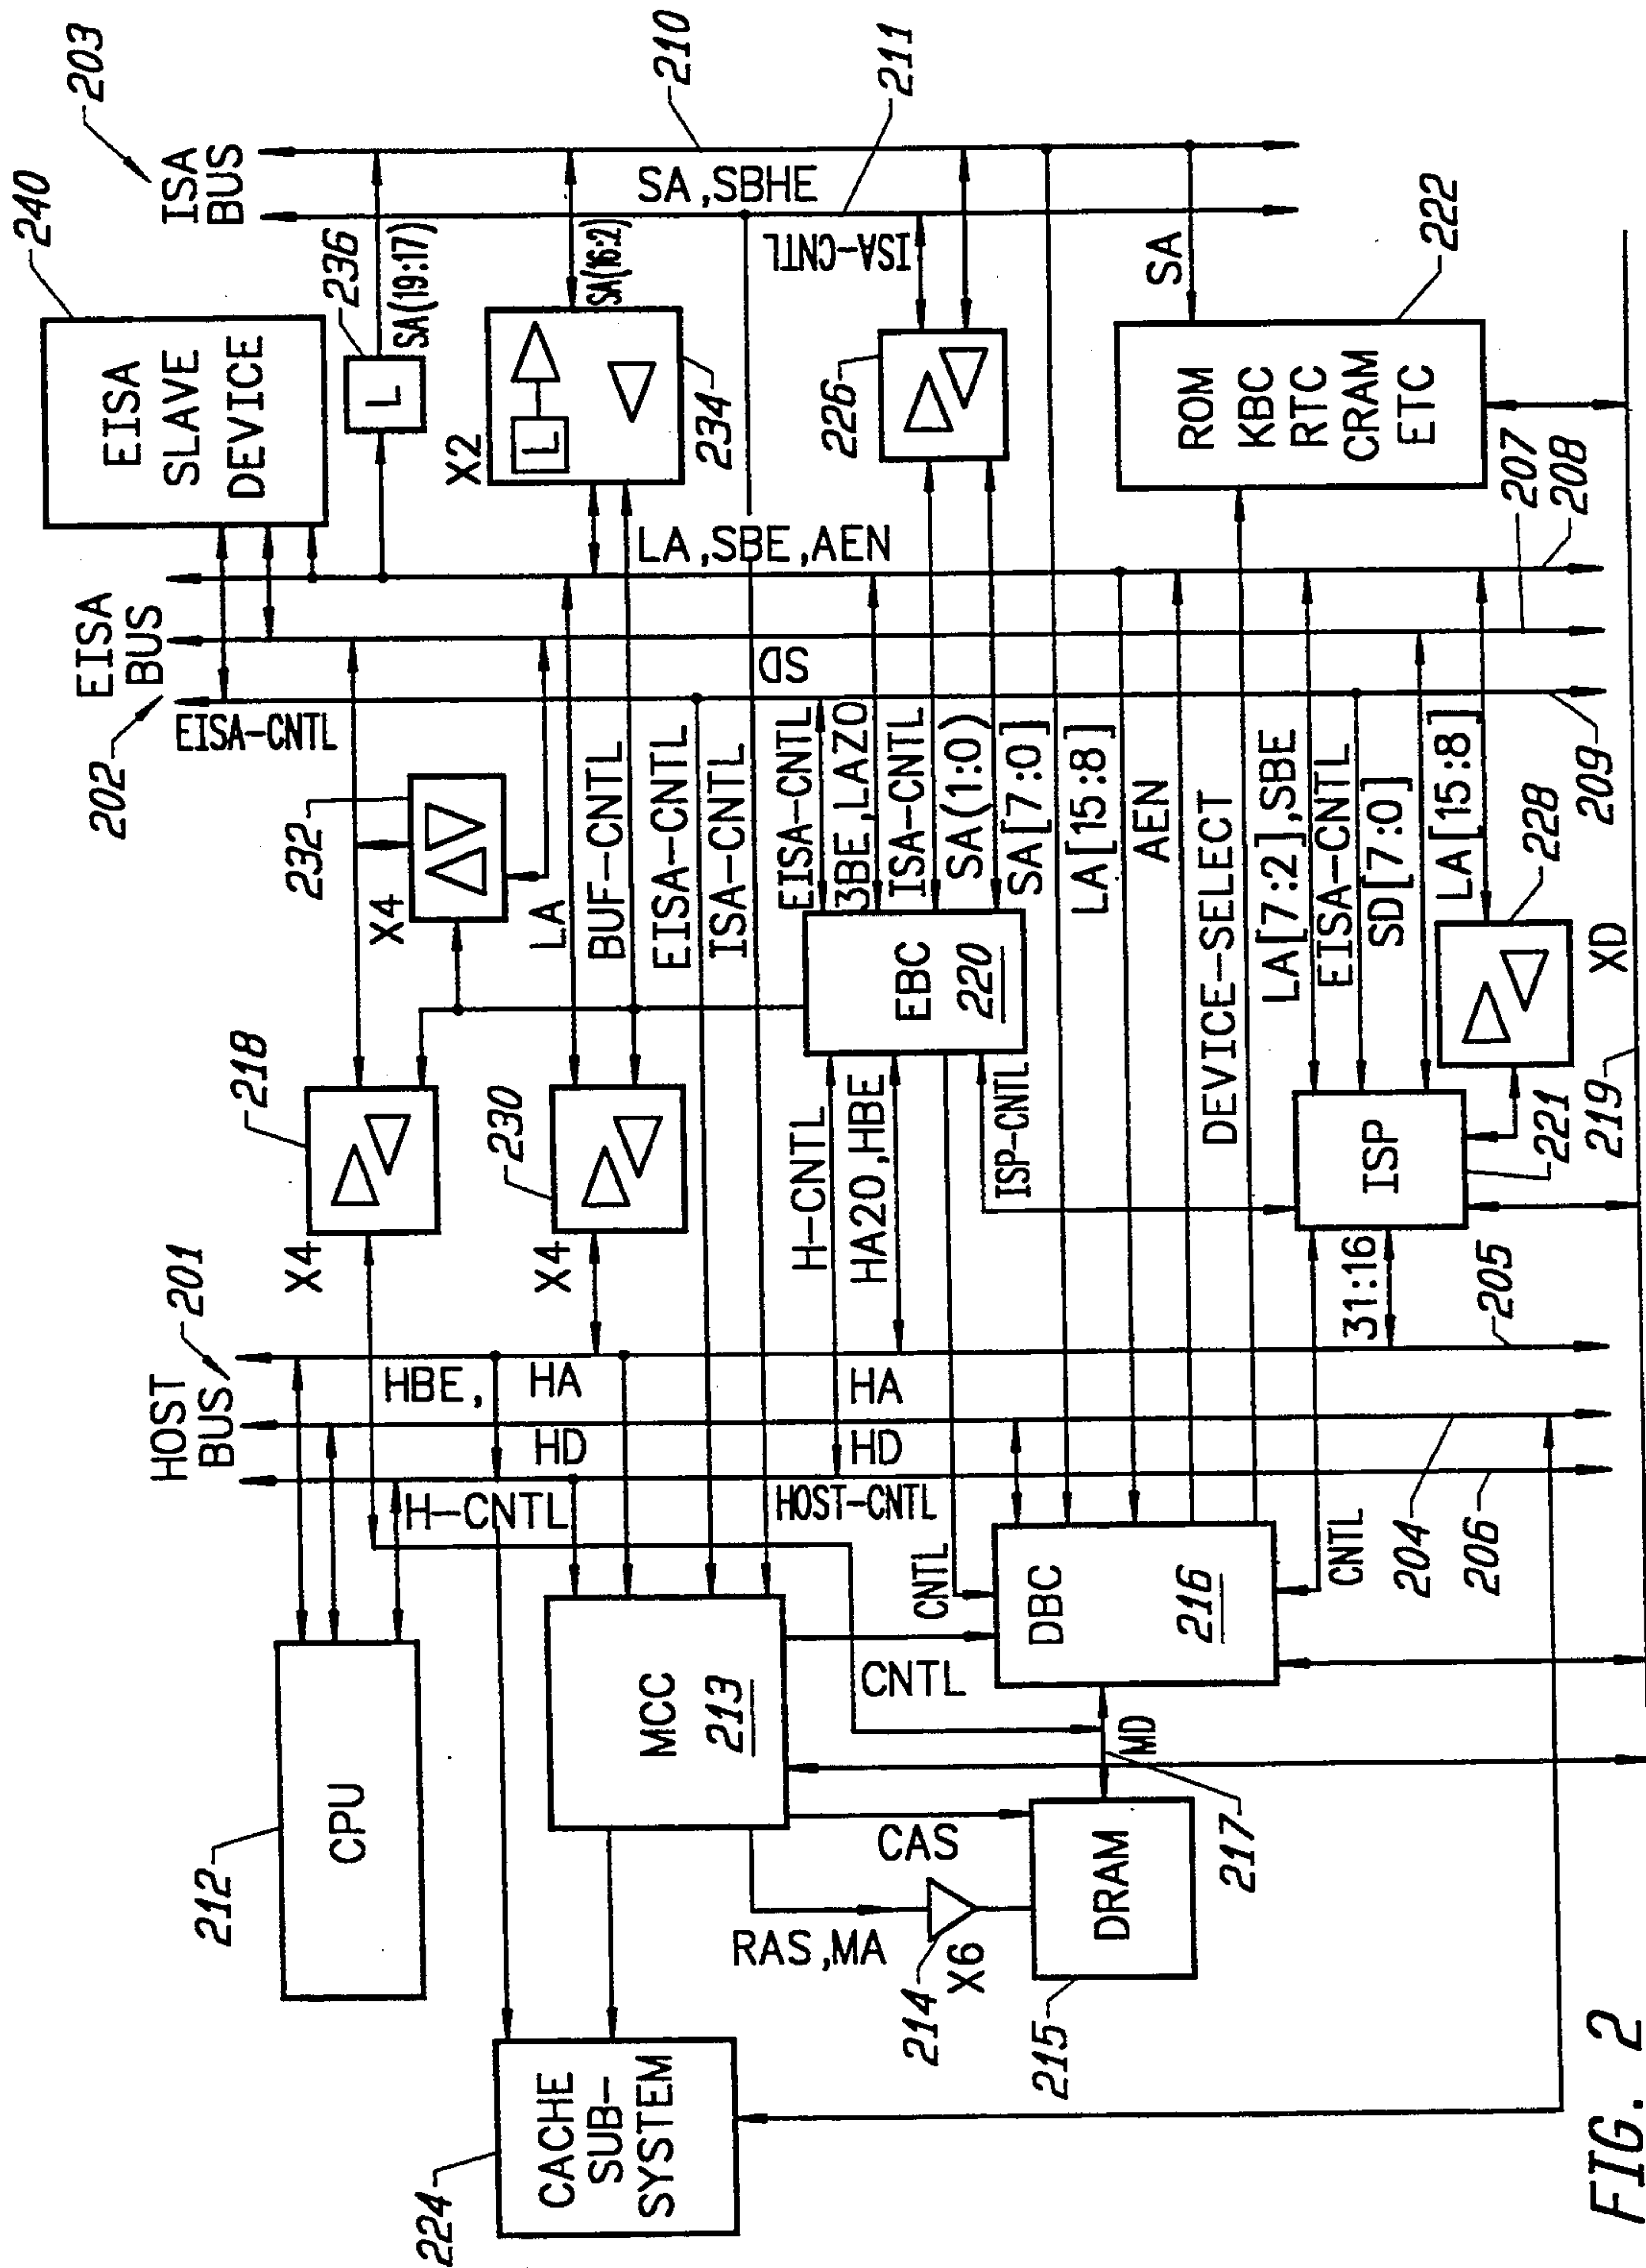 240
203
EISA
SLAVE
DEVICE
ISA
BUS
236
L
SA(19:17)
210
211
SA,SBHE
ISA-CNTL
X2
L
234
SA(16:2)
226
SA
ROM
KBC
RTC
CRAM
ETC
222
207
208
EISA
BUS
202
EISA-CNTL
SD
LA,SBE,AEN
232
X4
LA
BUF-CNTL
EISA-CNTL
ISA-CNTL
EISA-CNTL
3BE,LAZ0
ISA-CNTL
SA(1:0)
SA[7:0]
LA[15:8]
AEN
DEVICE-SELECT
LA[7:2],SBE
EISA-CNTL
SD[7:0]
LA[15:8]
228
209
XD
219
218
X4
230
X4
EBC
220
H-CNTL
HA20,HBE
ISP-CNTL
ISP
221
31:16
205
HOST
BUS
201
HBE,
HA
HA
HD
HD
H-CNTL
HOST-CNTL
CNTL
CNTL
204
206
212
CPU
MCC
213
CNTL
DBC
216
MD
217
CAS
RAS,MA
214
X6
DRAM
215
224
CACHE
SUB-
SYSTEM
FIG. 2